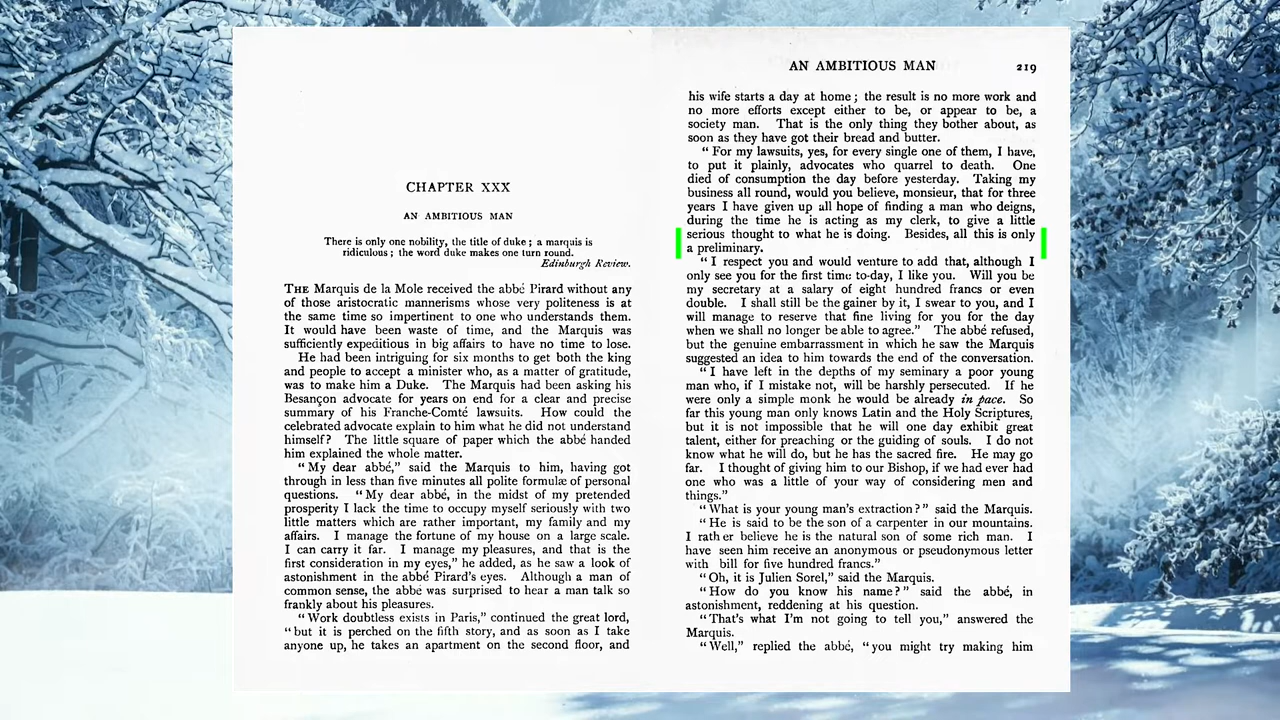 CHAPTER XXX
AN AMBITIOUS MAN
There is only one nobility, the title of duke ; a marquis is
ridiculous ; the word duke makes one turn round.
Edinburgh Review.
THE Marquis de la Mole received the abbé Pirard without any
of those aristocratic mannerisms whose very politeness is at
the same time so impertinent to one who understands them.
It would have been waste of time, and the Marquis was
sufficiently expeditious in big affairs to have no time to lose.
He had been intriguing for six months to get both the king
and people to accept a minister who, as a matter of gratitude,
was to make him a Duke. The Marquis had been asking his
Besançon advocate for years on end for a clear and precise
summary of his Franche-Comté lawsuits. How could the
celebrated advocate explain to him what he did not understand
himself? The little square of paper which the abbé handed
him explained the whole matter.
"My dear abbé," said the Marquis to him, having got
through in less than five minutes all polite formulæ of personal
questions. "My dear abbé, in the midst of my pretended
prosperity I lack the time to occupy myself seriously with two
little matters which are rather important, my family and my
affairs. I manage the fortune of my house on a large scale.
I can carry it far. I manage my pleasures, and that is the
first consideration in my eyes," he added, as he saw a look of
astonishment in the abbé Pirard's eyes. Although a man of
common sense, the abbé was surprised to hear a man talk so
frankly about his pleasures.
"Work doubtless exists in Paris," continued the great lord,
"but it is perched on the fifth story, and as soon as I take
anyone up, he takes an apartment on the second floor, and
AN AMBITIOUS MAN 219
his wife starts a day at home ; the result is no more work and
no more efforts except either to be, or appear to be, a
society man. That is the only thing they bother about, as
soon as they have got their bread and butter.
"For my lawsuits, yes, for every single one of them, I have,
to put it plainly, advocates who quarrel to death. One
died of consumption the day before yesterday. Taking my
business all round, would you believe, monsieur, that for three
years I have given up all hope of finding a man who deigns,
during the time he is acting as my clerk, to give a little
serious thought to what he is doing. Besides, all this is only
a preliminary.
"I respect you and would venture to add that, although I
only see you for the first time to-day, I like you. Will you be
my secretary at a salary of eight hundred francs or even
double. I shall still be the gainer by it, I swear to you, and I
will manage to reserve that fine living for you for the day
when we shall no longer be able to agree." The abbé refused,
but the genuine embarrassment in which he saw the Marquis
suggested an idea to him towards the end of the conversation.
"I have left in the depths of my seminary a poor young
man who, if I mistake not, will be harshly persecuted. If he
were only a simple monk he would be already in pace. So
far this young man only knows Latin and the Holy Scriptures,
but it is not impossible that he will one day exhibit great
talent, either for preaching or the guiding of souls. I do not
know what he will do, but he has the sacred fire. He may go
far. I thought of giving him to our Bishop, if we had ever had
one who was a little of your way of considering men and
things."
"What is your young man's extraction?" said the Marquis.
"He is said to be the son of a carpenter in our mountains.
I rath er believe he is the natural son of some rich man. I
have seen him receive an anonymous or pseudonymous letter
with bill for five hundred francs."
"Oh, it is Julien Sorel," said the Marquis.
"How do you know his name?" said the abbé, in
astonishment, reddening at his question.
"That's what I'm not going to tell you," answered the
Marquis.
"Well," replied the abbé, "you might try making him